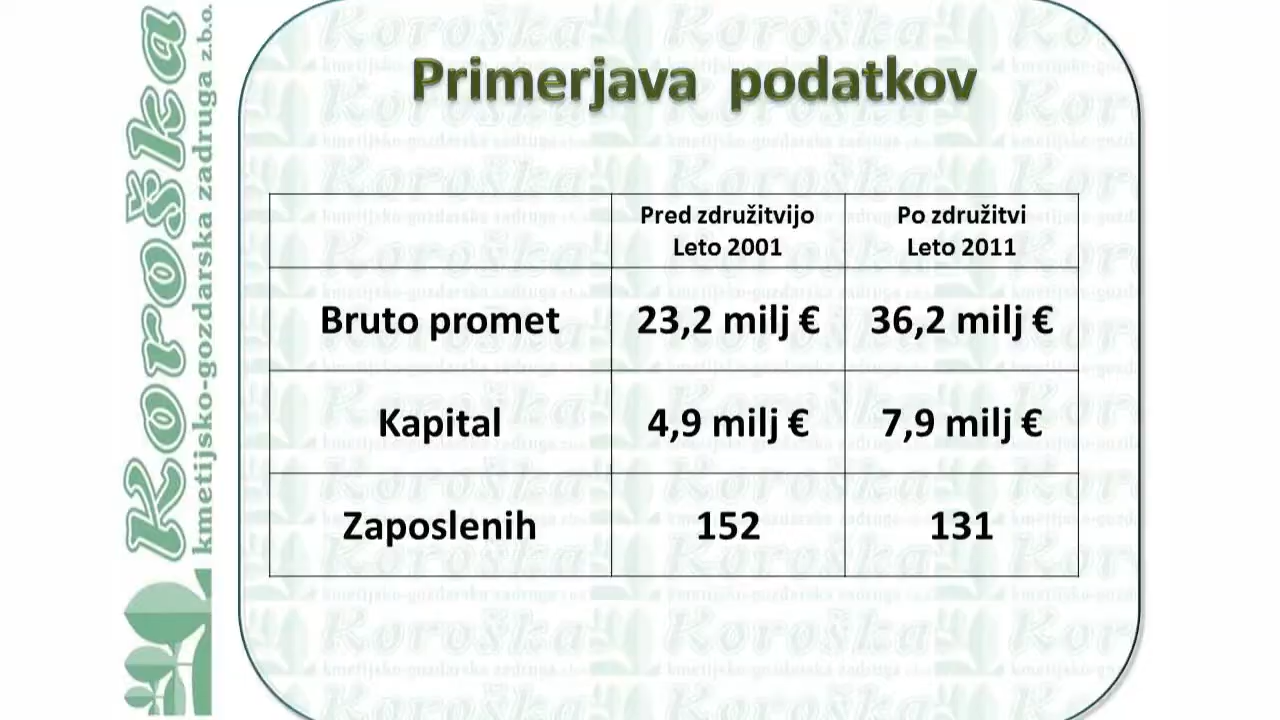 Koroška
kmetijsko-gozdarska zadruga z.b.o.
Primerjava podatkov
Pred združitvijo Leto 2001
Po združitvi Leto 2011
Bruto promet 23,2 milj € 36,2 milj €
Kapital 4,9 milj € 7,9 milj €
Zaposlenih 152 131